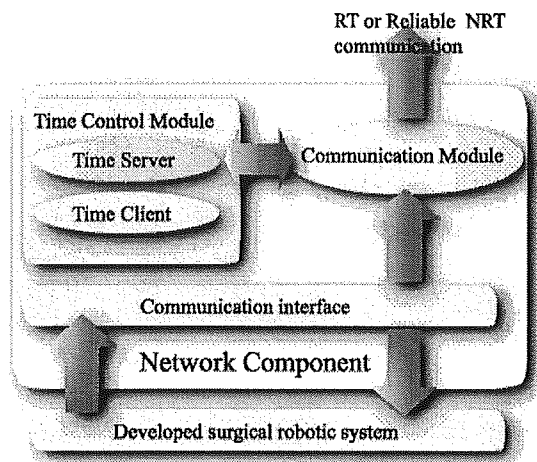 RT or Reliable NRT
communication
Time Control Module
Time Server
Communication Module
Time Client
Communication interface
Network Component
Developed surgical robotic system